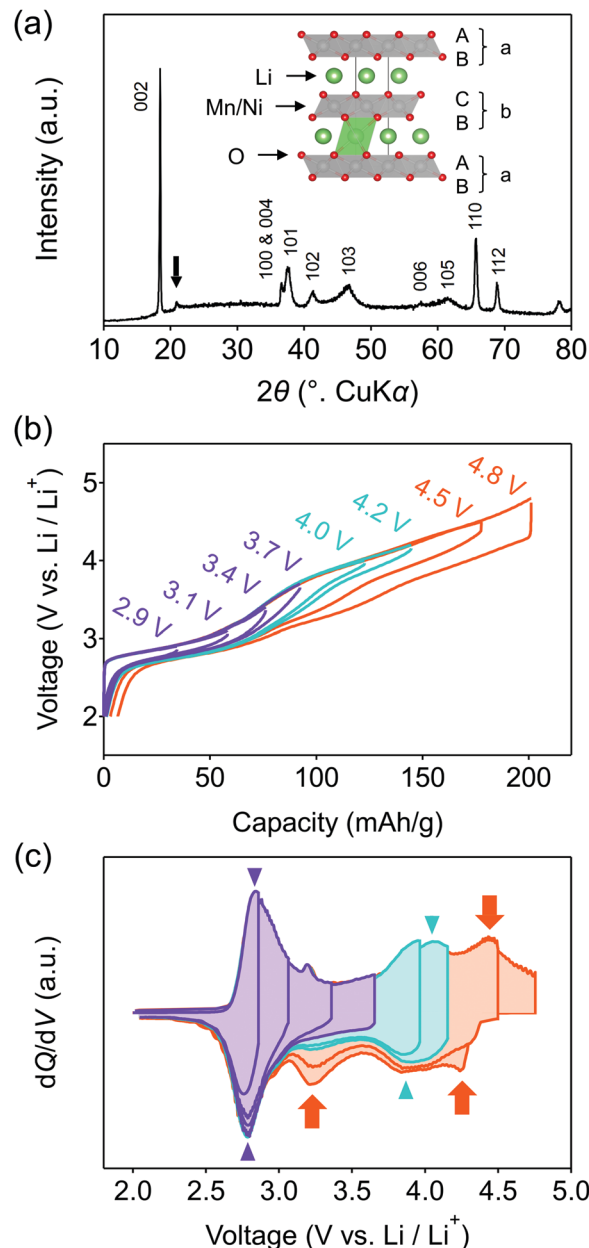 (a)
Intensity (a.u.)
002
Li
Mn/Ni
O
A
B
a
C
B
b
A
B
a
100 & 004
101
102
103
006
105
110
112
10 20 30 40 50 60 70 80
2θ (°. CuKα)
(b)
Voltage (V vs. Li / Li⁺)
5
4
3
2
2.9 V
3.1 V
3.4 V
3.7 V
4.0 V
4.2 V
4.5 V
4.8 V
0 50 100 150 200
Capacity (mAh/g)
(c)
dQ/dV (a.u.)
2.0 2.5 3.0 3.5 4.0 4.5 5.0
Voltage (V vs. Li / Li⁺)